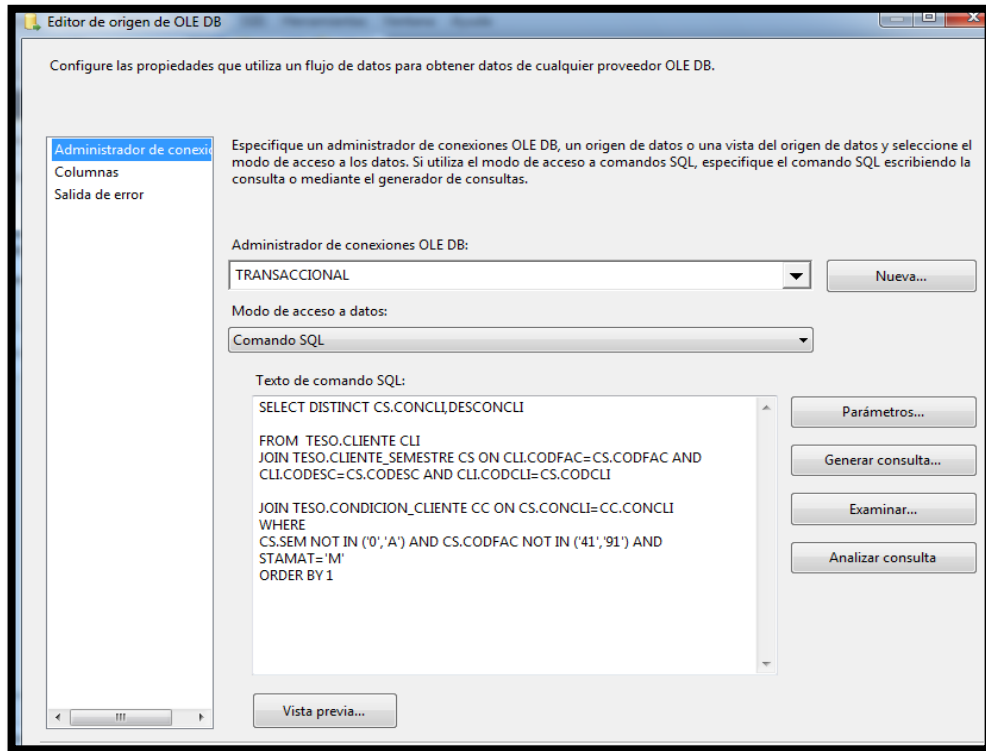 Editor de origen de OLE DB
Configure las propiedades que utiliza un flujo de datos para obtener datos de cualquier proveedor OLE DB.
Administrador de conexio
Columnas
Salida de error
Especifique un administrador de conexiones OLE DB, un origen de datos o una vista del origen de datos y seleccione el
modo de acceso a los datos. Si utiliza el modo de acceso a comandos SQL, especifique el comando SQL escribiendo la
consulta o mediante el generador de consultas.
Administrador de conexiones OLE DB:
TRANSACCIONAL
Nueva...
Modo de acceso a datos:
Comando SQL
Texto de comando SQL:
SELECT DISTINCT CS.CONCLI,DESCONCLI
FROM TESO.CLIENTE CLI
JOIN TESO.CLIENTE_SEMESTRE CS ON CLI.CODFAC=CS.CODFAC AND
CLI.CODESC=CS.CODESC AND CLI.CODCLI=CS.CODCLI
JOIN TESO.CONDICION_CLIENTE CC ON CS.CONCLI=CC.CONCLI
WHERE
CS.SEM NOT IN ('0','A') AND CS.CODFAC NOT IN ('41','91') AND
STAMAT='M'
ORDER BY 1
Parámetros...
Generar consulta...
Examinar...
Analizar consulta
Vista previa...